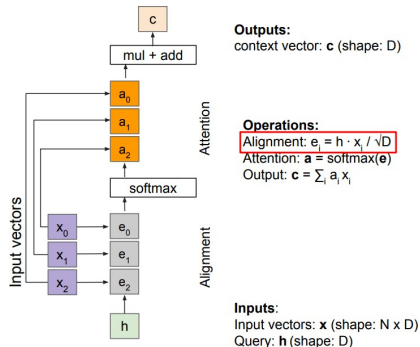 c
mul + add
a₀
a₁
a₂
Attention
softmax
Input vectors
x₀
x₁
x₂
e₀
e₁
e₂
Alignment
h
Outputs:
context vector: c (shape: D)
Operations:
Alignment: eᵢ = h · xᵢ / √D
Attention: a = softmax(e)
Output: c = ∑ᵢ aᵢ xᵢ
Inputs:
Input vectors: x (shape: N x D)
Query: h (shape: D)